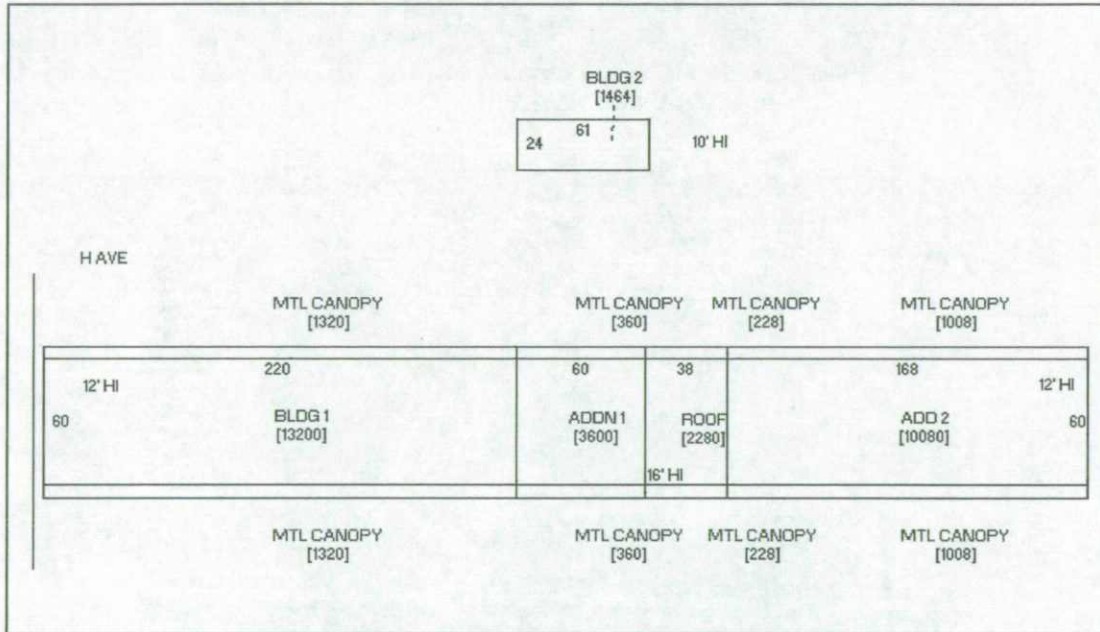 BLDG 2
[1464]
61
24
10' HI
H AVE
MTL CANOPY
[1320]
MTL CANOPY
[360]
MTL CANOPY
[228]
MTL CANOPY
[1008]
220
60
38
168
12' HI
12' HI
60
BLDG 1
[13200]
ADDN 1
[3600]
ROOF
[2280]
ADD 2
[10080]
60
16' HI
MTL CANOPY
[1320]
MTL CANOPY
[360]
MTL CANOPY
[228]
MTL CANOPY
[1008]